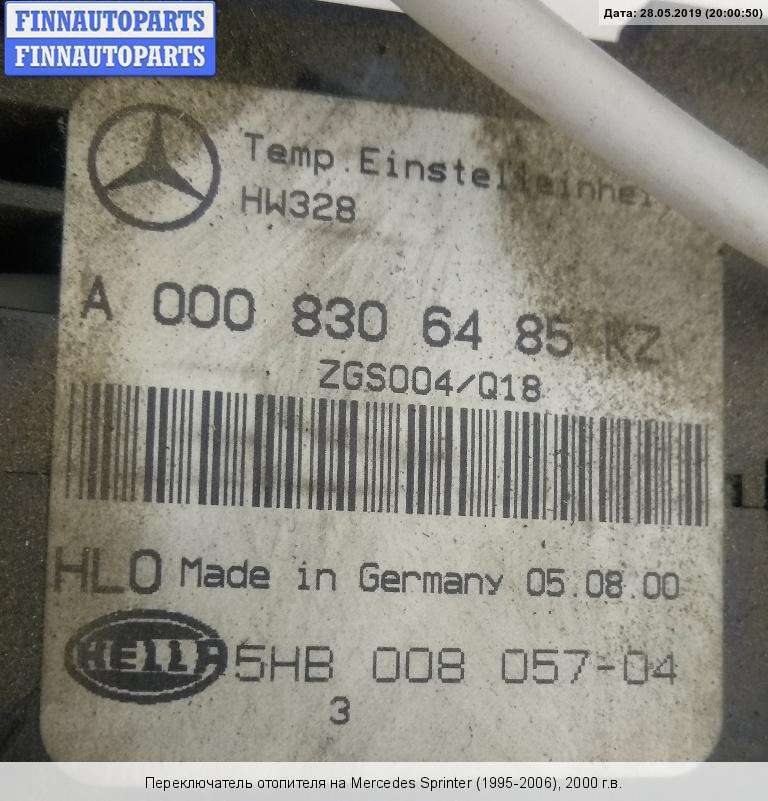 FINNAUTOPARTS
FINNAUTOPARTS
Дата: 28.05.2019 (20:00:50)
Temp.Einstelleinhei
HW328
A 000 830 64 85 KZ
ZGS004/Q18
HLO Made in Germany 05.08.00
HELLA 5HB 008 057-04
3
Переключатель отопителя на Mercedes Sprinter (1995-2006), 2000 г.в.